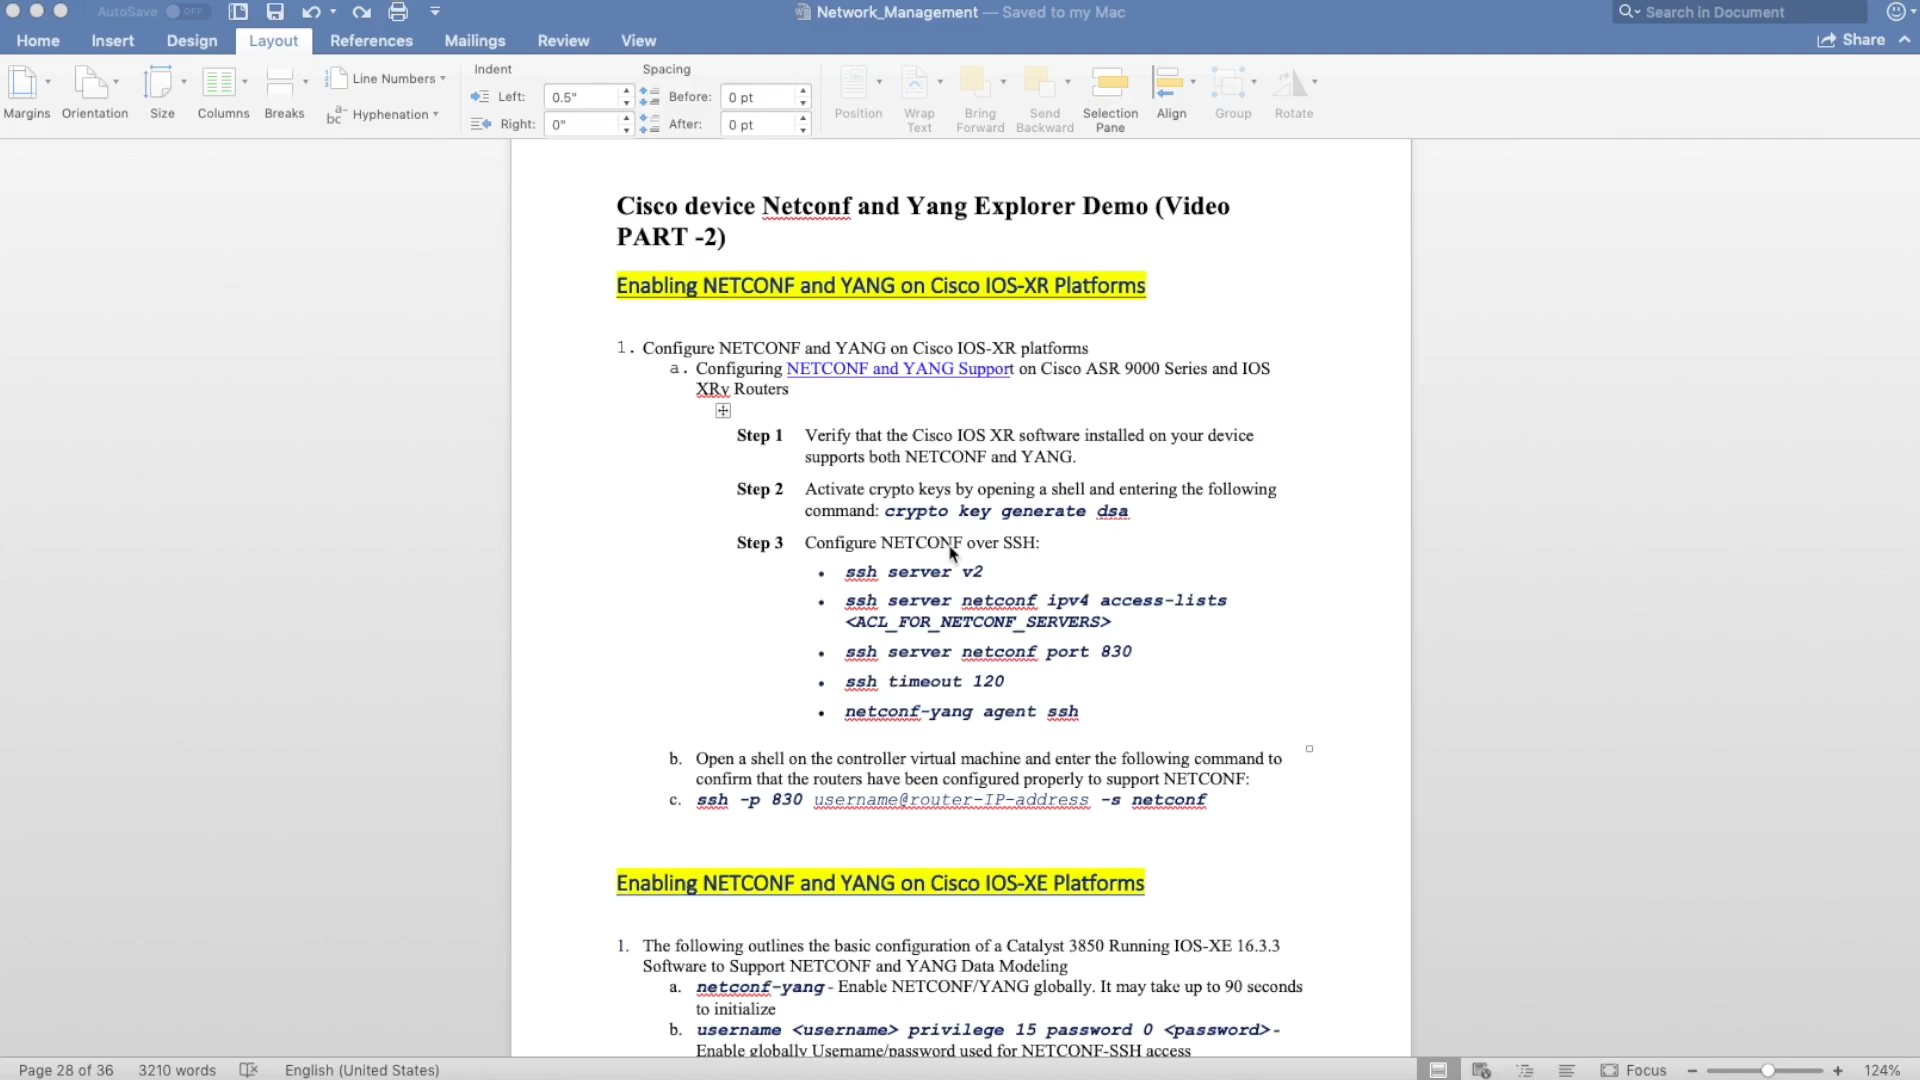 AutoSave OFF
Network_Management — Saved to my Mac
Search in Document
Home Insert Design Layout References Mailings Review View
Share
Margins Orientation Size Columns Breaks
Line Numbers
Hyphenation
Indent
Left: 0.5"
Right: 0"
Spacing
Before: 0 pt
After: 0 pt
Position
Wrap Text
Bring Forward
Send Backward
Selection Pane
Align
Group
Rotate
Cisco device Netconf and Yang Explorer Demo (Video
PART -2)
Enabling NETCONF and YANG on Cisco IOS-XR Platforms
1. Configure NETCONF and YANG on Cisco IOS-XR platforms
a. Configuring NETCONF and YANG Support on Cisco ASR 9000 Series and IOS
XRv Routers
Step 1 Verify that the Cisco IOS XR software installed on your device
supports both NETCONF and YANG.
Step 2 Activate crypto keys by opening a shell and entering the following
command: crypto key generate dsa
Step 3 Configure NETCONF over SSH:
• ssh server v2
• ssh server netconf ipv4 access-lists
<ACL_FOR_NETCONF_SERVERS>
• ssh server netconf port 830
• ssh timeout 120
• netconf-yang agent ssh
b. Open a shell on the controller virtual machine and enter the following command to
confirm that the routers have been configured properly to support NETCONF:
c. ssh -p 830 username@router-IP-address -s netconf
Enabling NETCONF and YANG on Cisco IOS-XE Platforms
1. The following outlines the basic configuration of a Catalyst 3850 Running IOS-XE 16.3.3
Software to Support NETCONF and YANG Data Modeling
a. netconf-yang - Enable NETCONF/YANG globally. It may take up to 90 seconds
to initialize
b. username <username> privilege 15 password 0 <password>-
Enable globally Username/password used for NETCONF-SSH access
Page 28 of 36 3210 words English (United States) Focus 124%